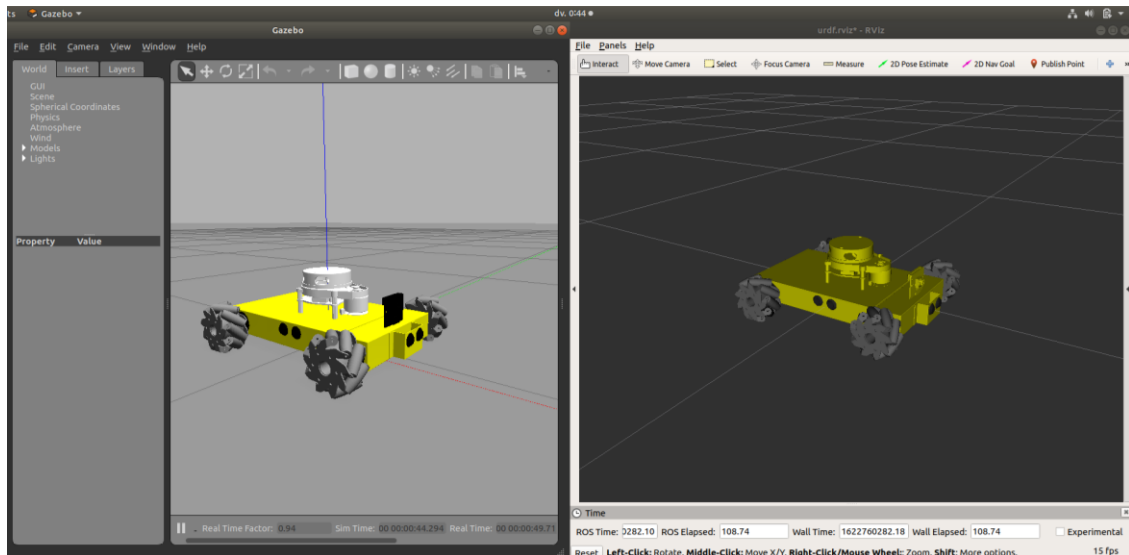 ts Gazebo dv. 0:44
Gazebo
File Edit Camera View Window Help
World Insert Layers
GUI
Scene
Spherical Coordinates
Physics
Atmosphere
Wind
Models
Lights
Property Value
Real Time Factor: 0.94 Sim Time: 00 00:00:44.294 Real Time: 00 00:00:49.71
urdf.rviz* - RViz
File Panels Help
Interact Move Camera Select Focus Camera Measure 2D Pose Estimate 2D Nav Goal Publish Point
Time
ROS Time: 0282.10 ROS Elapsed: 108.74 Wall Time: 1622760282.18 Wall Elapsed: 108.74 Experimental
Reset Left-Click: Rotate. Middle-Click: Move X/Y. Right-Click/Mouse Wheel: Zoom. Shift: More options. 15 fps